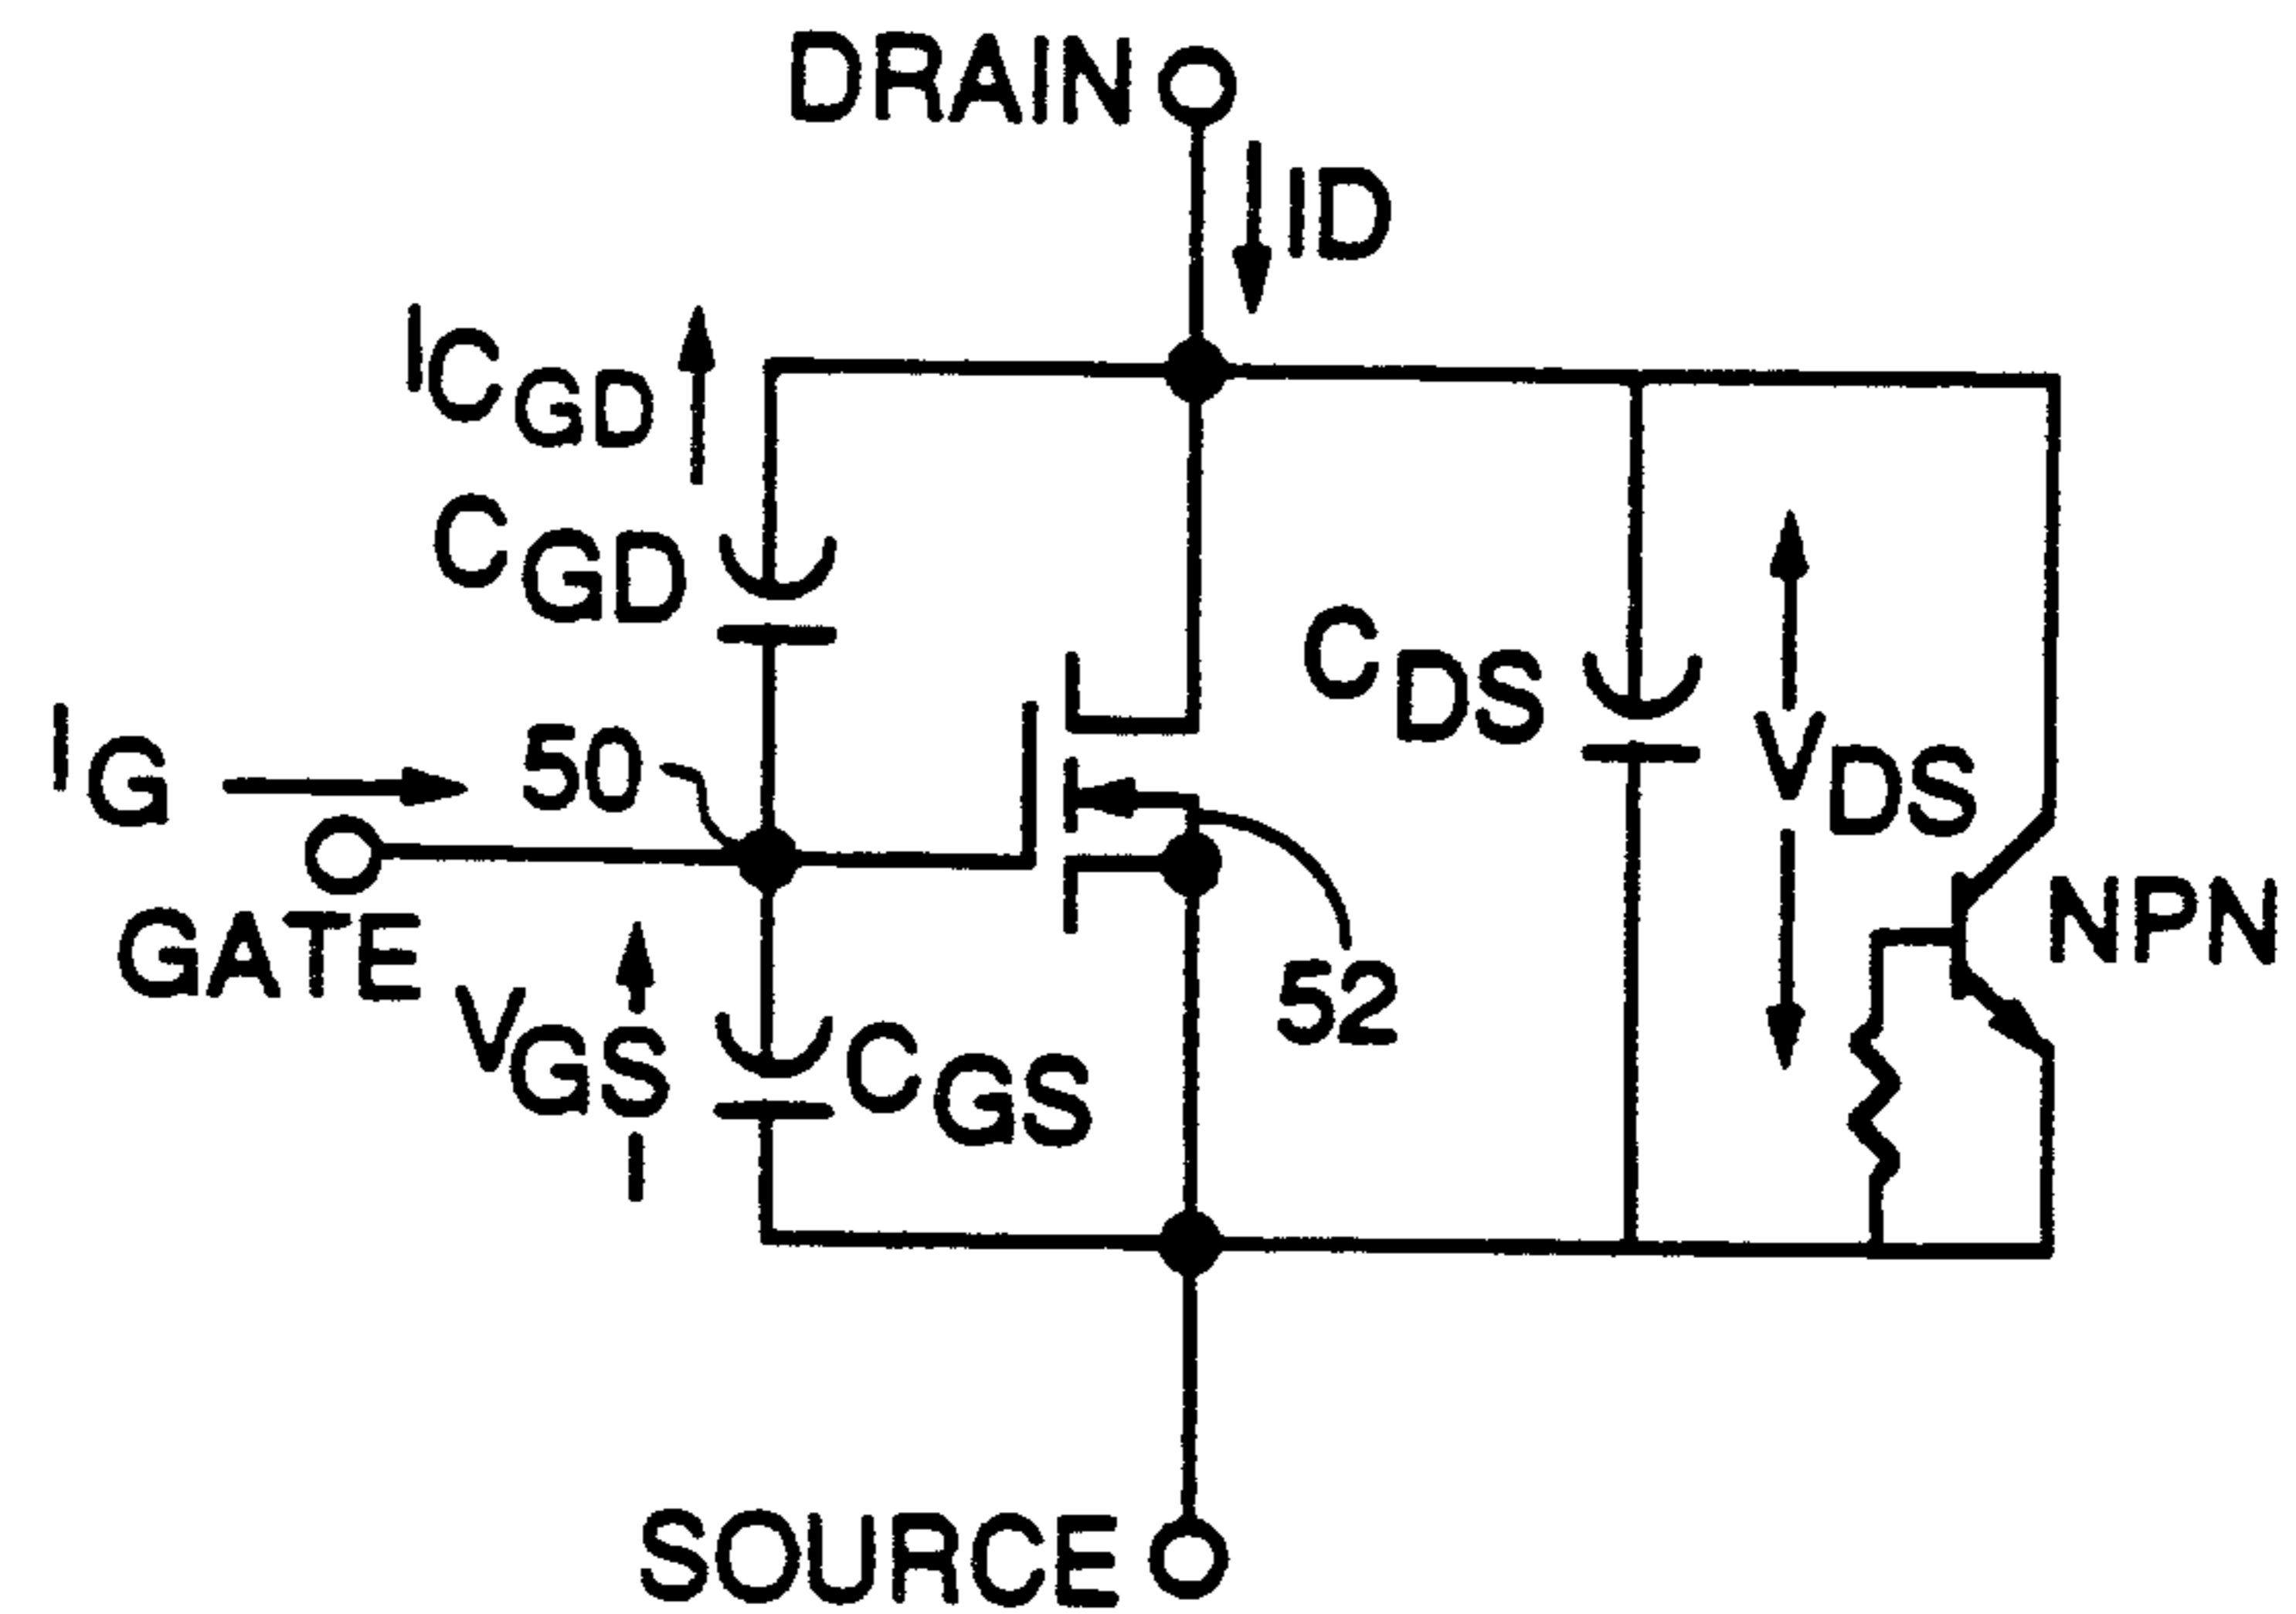 DRAIN
ID
ICGD
CGD
CDS
IG
50
VDS
GATE
NPN
VGS
CGS
52
SOURCE